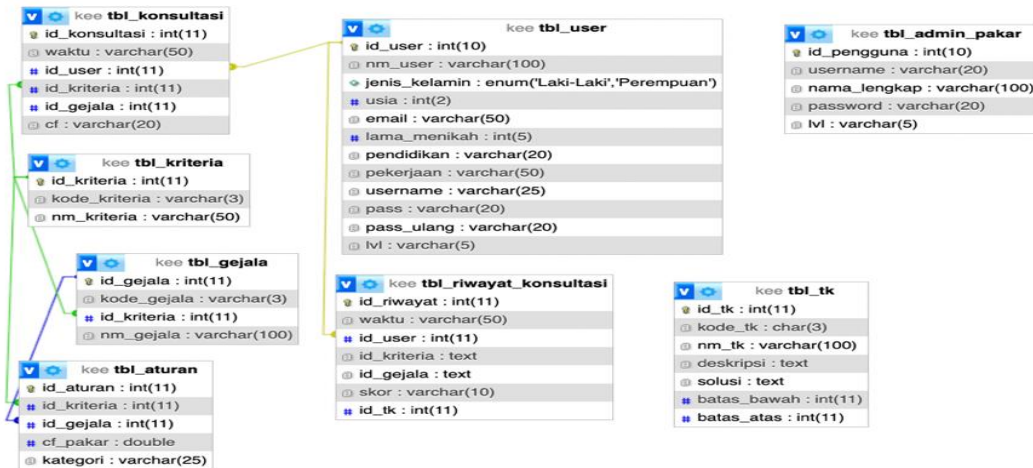 kee tbl_konsultasi
id_konsultasi : int(11)
waktu : varchar(50)
id_user : int(11)
id_kriteria : int(11)
id_gejala : int(11)
cf : varchar(20)
kee tbl_kriteria
id_kriteria : int(11)
kode_kriteria : varchar(3)
nm_kriteria : varchar(50)
kee tbl_gejala
id_gejala : int(11)
kode_gejala : varchar(3)
id_kriteria : int(11)
nm_gejala : varchar(100)
kee tbl_aturan
id_aturan : int(11)
id_kriteria : int(11)
id_gejala : int(11)
cf_pakar : double
kategori : varchar(25)
kee tbl_user
id_user : int(10)
nm_user : varchar(100)
jenis_kelamin : enum('Laki-Laki','Perempuan')
usia : int(2)
email : varchar(50)
lama_menikah : int(5)
pendidikan : varchar(20)
pekerjaan : varchar(50)
username : varchar(25)
pass : varchar(20)
pass_ulang : varchar(20)
lvl : varchar(5)
kee tbl_riwayat_konsultasi
id_riwayat : int(11)
waktu : varchar(50)
id_user : int(11)
id_kriteria : text
id_gejala : text
skor : varchar(10)
id_tk : int(11)
kee tbl_admin_pakar
id_pengguna : int(10)
username : varchar(20)
nama_lengkap : varchar(100)
password : varchar(20)
lvl : varchar(5)
kee tbl_tk
id_tk : int(11)
kode_tk : char(3)
nm_tk : varchar(100)
deskripsi : text
solusi : text
batas_bawah : int(11)
batas_atas : int(11)